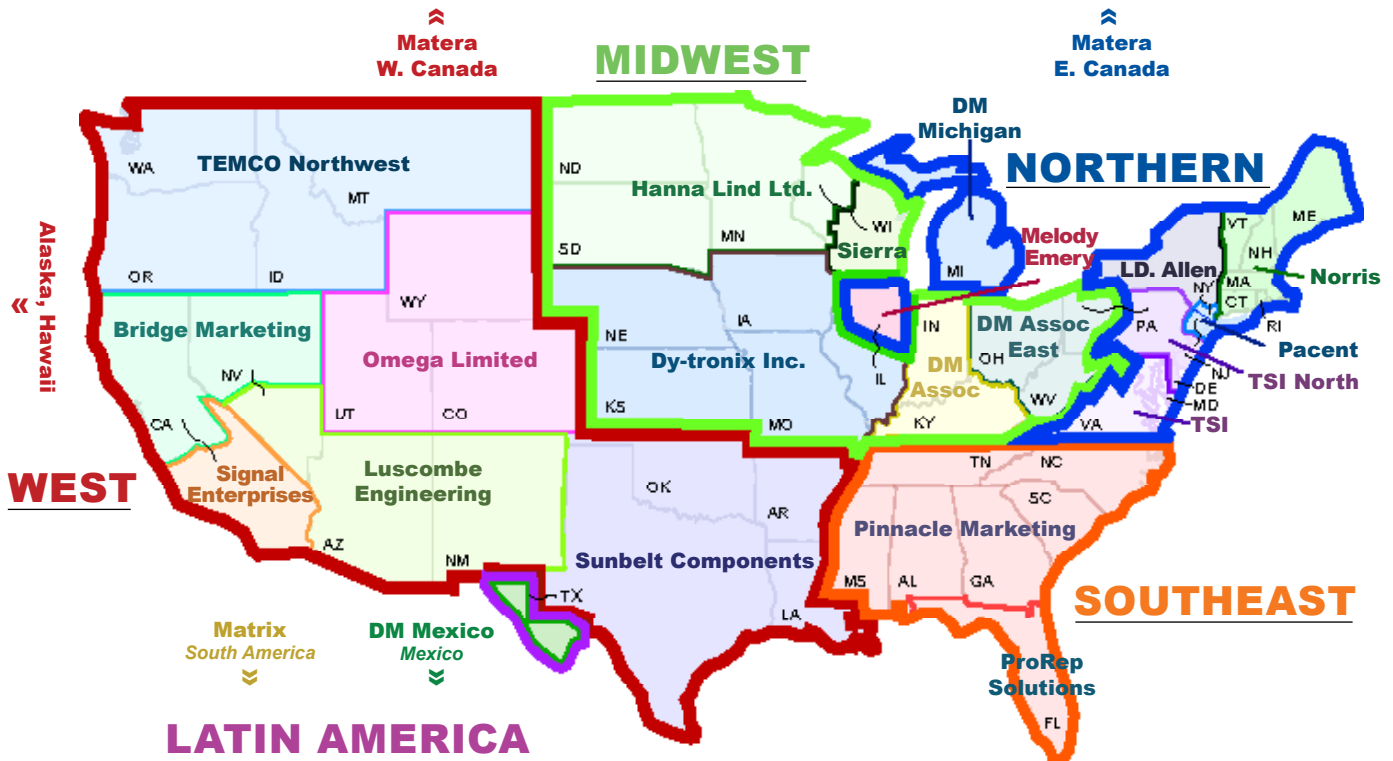 »
Matera
W. Canada
»
Matera
E. Canada
MIDWEST
DM
Michigan
NORTHERN
WA
TEMCO Northwest
MT
OR
ID
ND
Hanna Lind Ltd.
SD
MN
WI
Sierra
MI
Melody
Emery
LD. Allen
NY
VT
ME
NH
MA
CT
RI
Norris
Alaska, Hawaii
«
Bridge Marketing
NV
CA
WY
Omega Limited
UT
CO
NE
IA
Dy-tronix Inc.
KS
MO
IL
IN
DM
Assoc
KY
DM Assoc
East
OH
WV
PA
Pacent
NJ
TSI North
DE
MD
TSI
VA
WEST
Signal
Enterprises
Luscombe
Engineering
AZ
NM
OK
AR
Sunbelt Components
TX
LA
TN
NC
SC
Pinnacle Marketing
MS
AL
GA
SOUTHEAST
ProRep
Solutions
FL
Matrix
South America
»
DM Mexico
Mexico
»
LATIN AMERICA